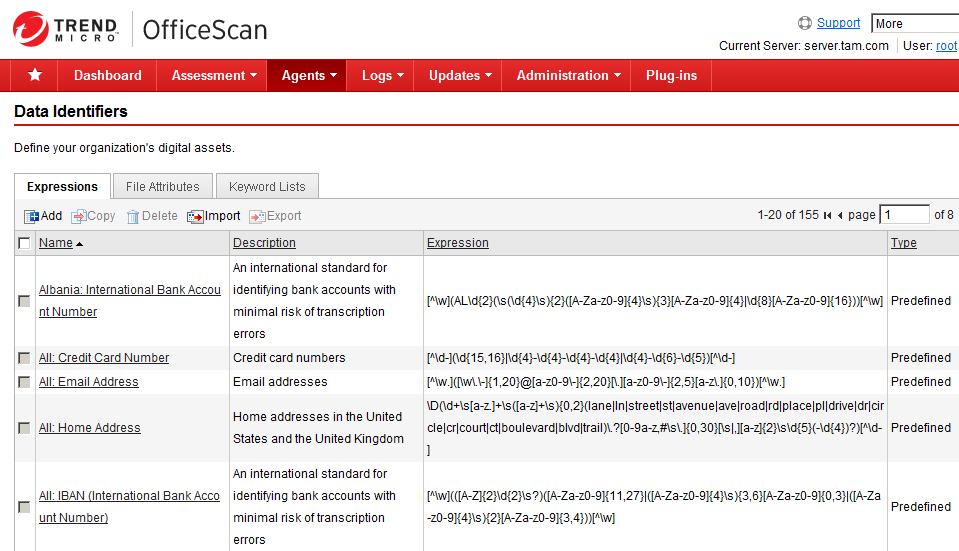 TREND MICRO OfficeScan
Support More
Current Server: server.tam.com User: root
Dashboard Assessment Agents Logs Updates Administration Plug-ins
Data Identifiers
Define your organization's digital assets.
Expressions File Attributes Keyword Lists
Add Copy Delete Import Export 1-20 of 155 page 1 of 8
Name Description Expression Type
Albania: International Bank Accou
nt Number
An international standard for
identifying bank accounts with
minimal risk of transcription
errors
[^\w](AL\d{2}(\s(\d{4}\s){2}([A-Za-z0-9]{4}\s){3}[A-Za-z0-9]{4}|\d{8}[A-Za-z0-9]{16}))[^\w]
Predefined
All: Credit Card Number Credit card numbers [^\d-](\d{15,16}|\d{4}-\d{4}-\d{4}-\d{4}|\d{4}-\d{6}-\d{5})[^\d-] Predefined
All: Email Address Email addresses [^\w.]([\w\.\-]{1,20}@[a-z0-9\-]{2,20}[\.][a-z0-9\-]{2,5}[a-z\.]{0,10})[^\w.] Predefined
All: Home Address
Home addresses in the United
States and the United Kingdom
\D(\d+\s[a-z.]+\s([a-z]+\s){0,2}(lane|ln|street|st|avenue|ave|road|rd|place|pl|drive|dr|cir
cle|cr|court|ct|boulevard|blvd|trail)\.?[0-9a-z,#\s\.]{0,30}[\s|,][a-z]{2}\s\d{5}(-\d{4})?)[^\d-
]
Predefined
All: IBAN (International Bank Acco
unt Number)
An international standard for
identifying bank accounts with
minimal risk of transcription
errors
[^\w](([A-Z]{2}\d{2}\s?)([A-Za-z0-9]{11,27}|([A-Za-z0-9]{4}\s){3,6}[A-Za-z0-9]{0,3}|([A-Za
-z0-9]{4}\s){2}[A-Za-z0-9]{3,4}))[^\w]
Predefined